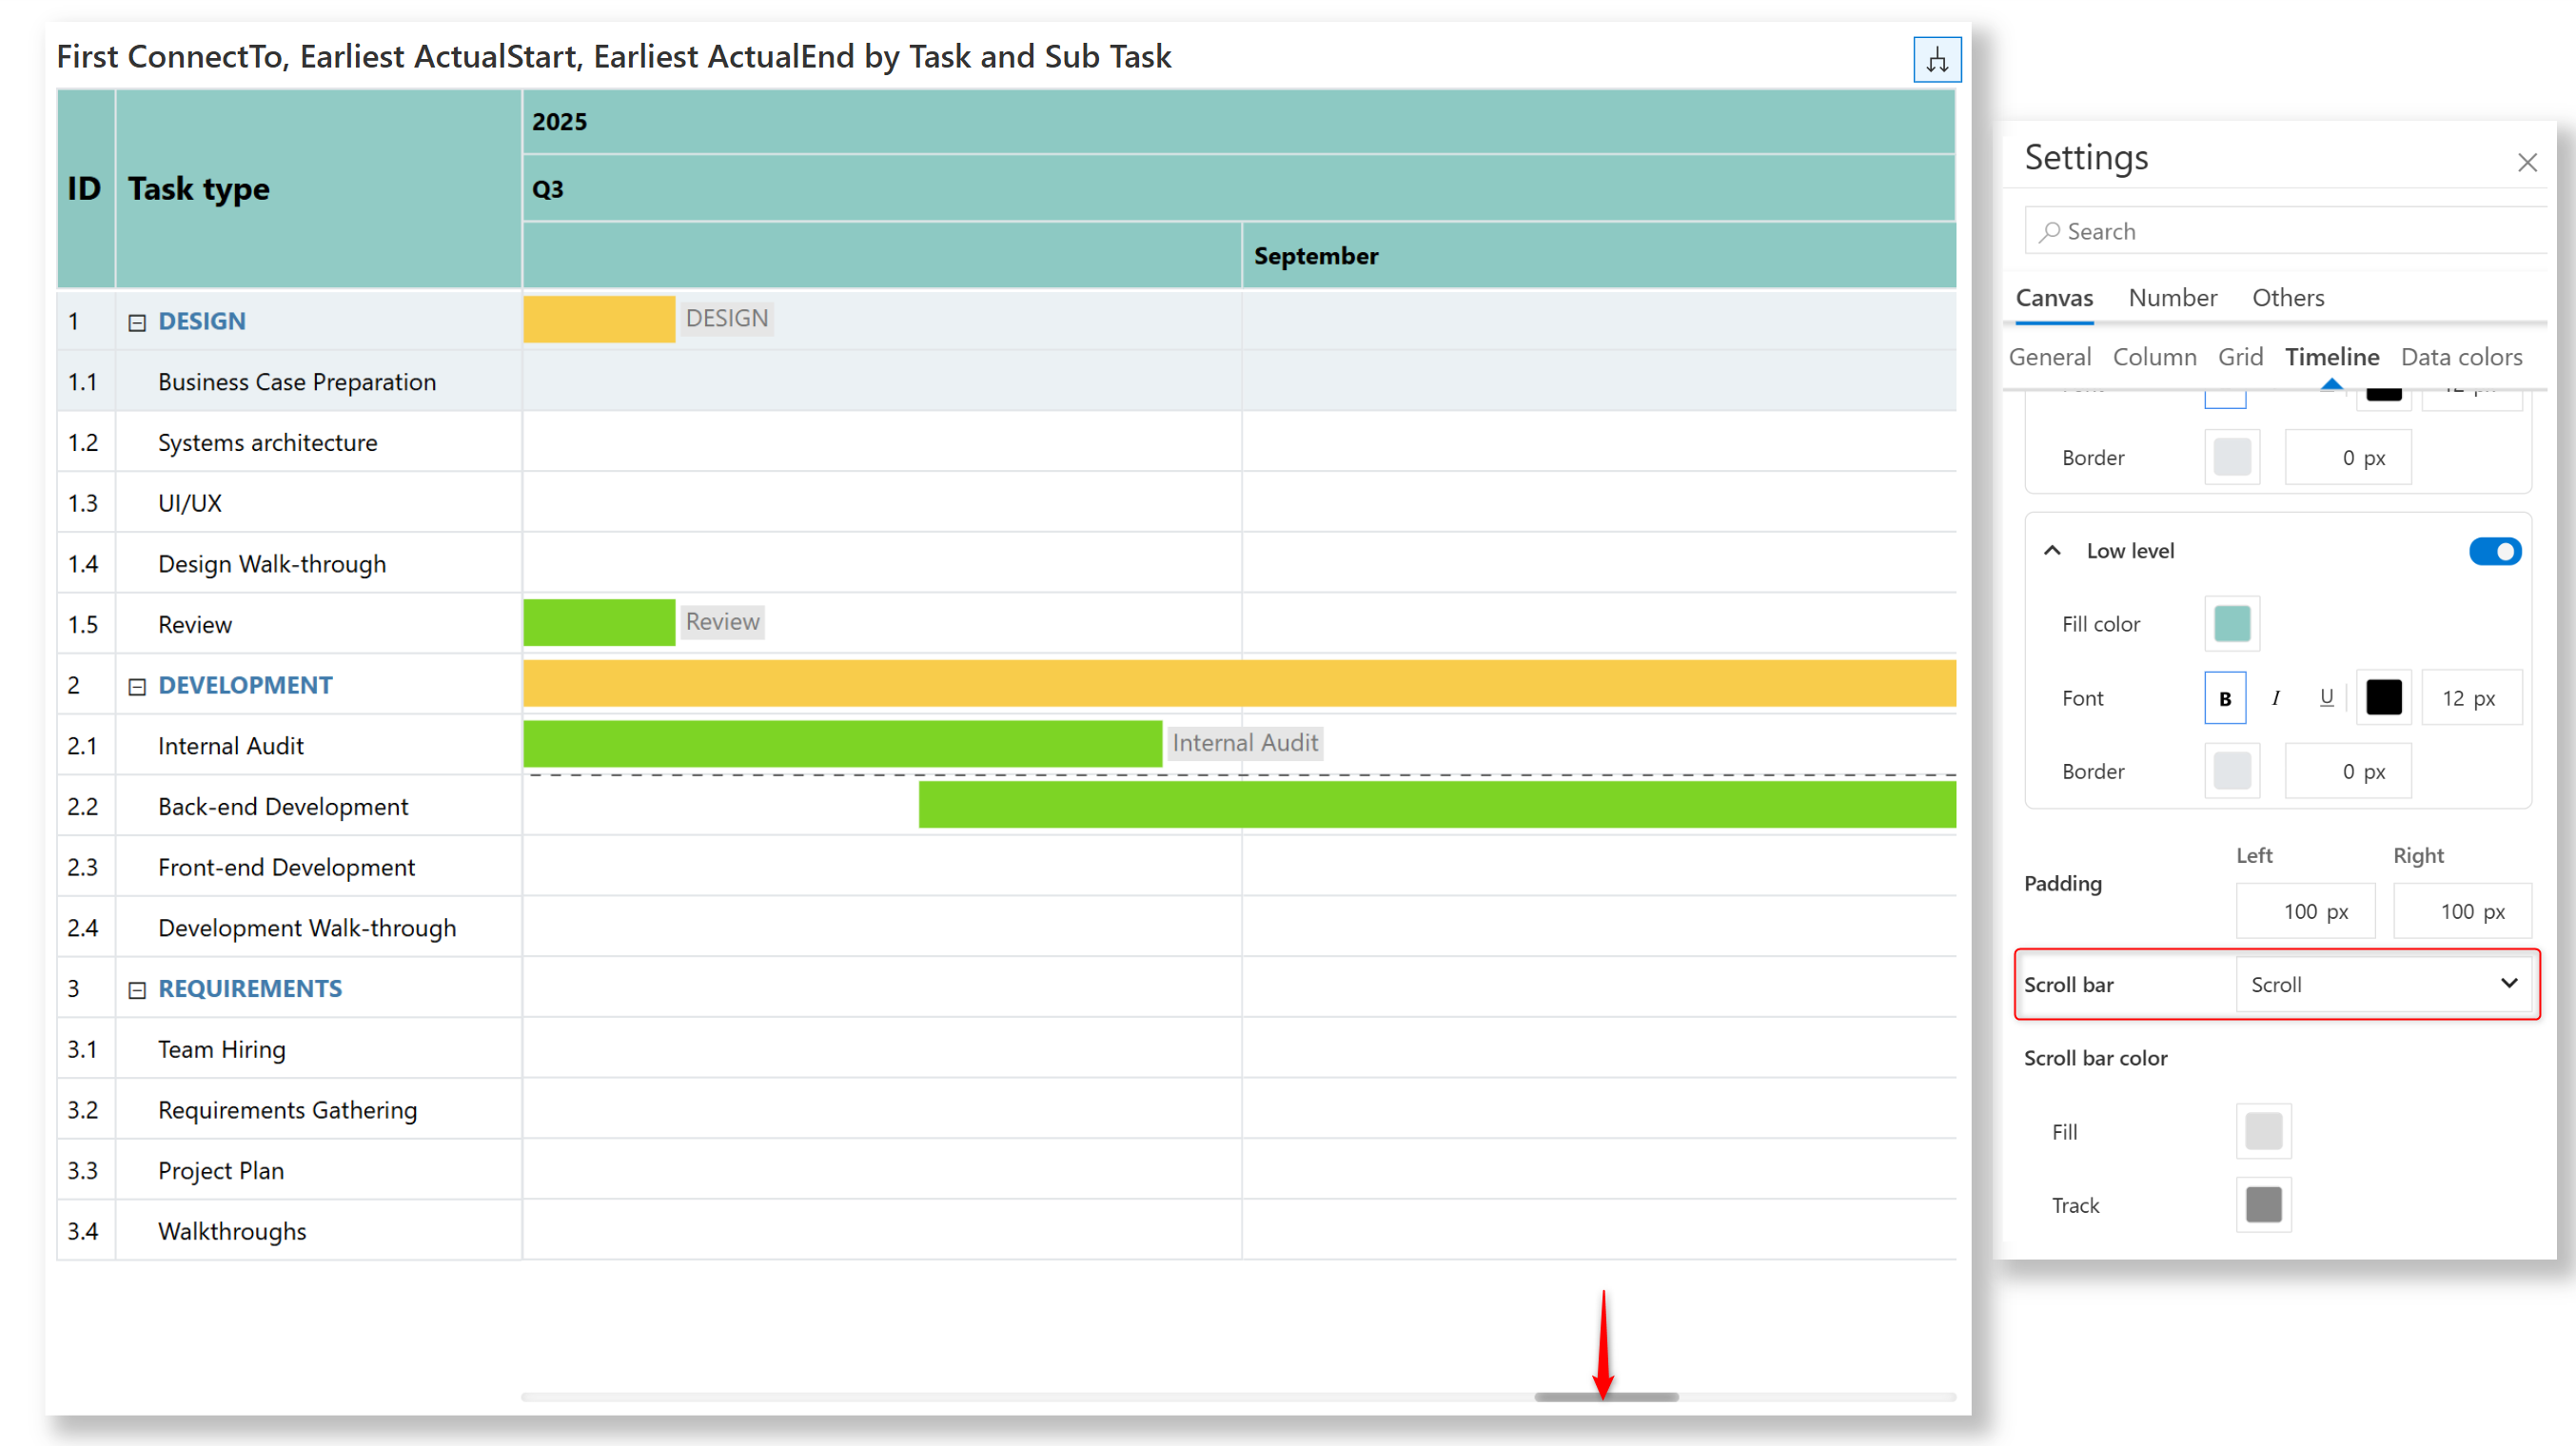 First ConnectTo, Earliest ActualStart, Earliest ActualEnd by Task and Sub Task
ID Task type
2025
Q3
September
1 DESIGN DESIGN
1.1 Business Case Preparation
1.2 Systems architecture
1.3 UI/UX
1.4 Design Walk-through
1.5 Review Review
2 DEVELOPMENT
2.1 Internal Audit Internal Audit
2.2 Back-end Development
2.3 Front-end Development
2.4 Development Walk-through
3 REQUIREMENTS
3.1 Team Hiring
3.2 Requirements Gathering
3.3 Project Plan
3.4 Walkthroughs
Settings
Search
Canvas Number Others
General Column Grid Timeline Data colors
Border 0 px
Low level
Fill color
Font B I U 12 px
Border 0 px
Left Right
Padding 100 px 100 px
Scroll bar Scroll
Scroll bar color
Fill
Track